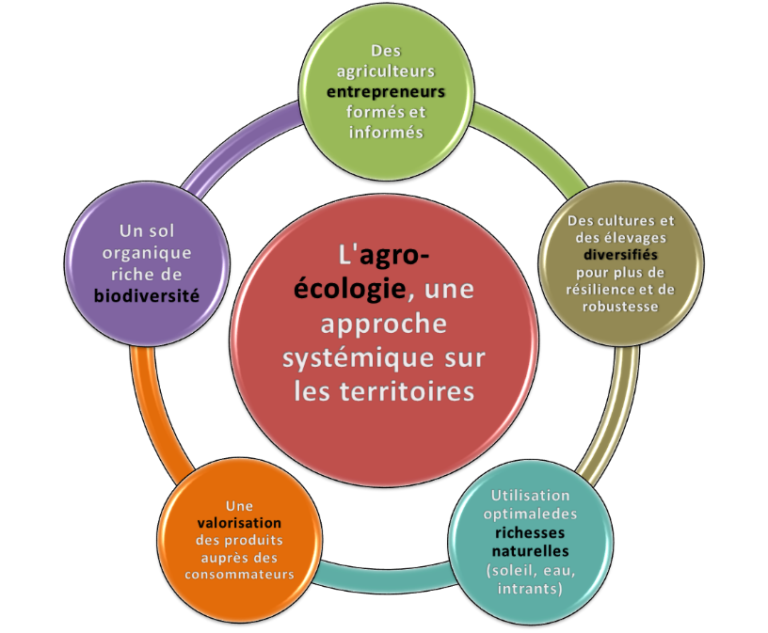 Des
agriculteurs
entrepreneurs
formés et
informés
Des cultures et
des élevages
diversifiés
pour plus de
résilience et de
robustesse
Utilisation
optimaledes
richesses
naturelles
(soleil, eau,
intrants)
Une
valorisation
des produits
auprès des
consommateurs
Un sol
organique
riche de
biodiversité
L'agro-
écologie, une
approche
systémique sur
les territoires